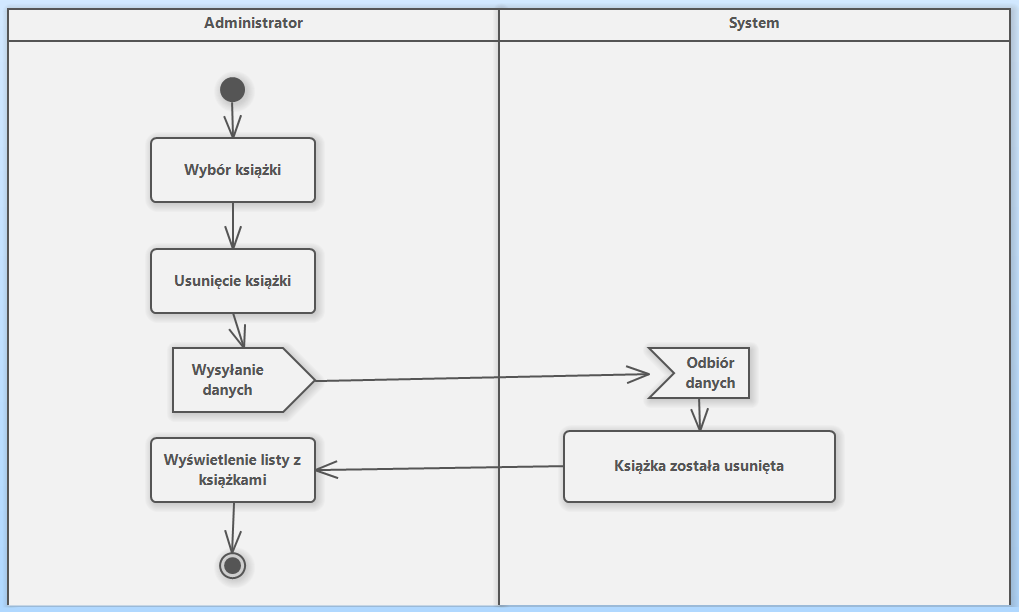 Administrator
System
Wybór książki
Usunięcie książki
Wysyłanie
danych
Odbiór
danych
Wyświetlenie listy z
książkami
Książka została usunięta